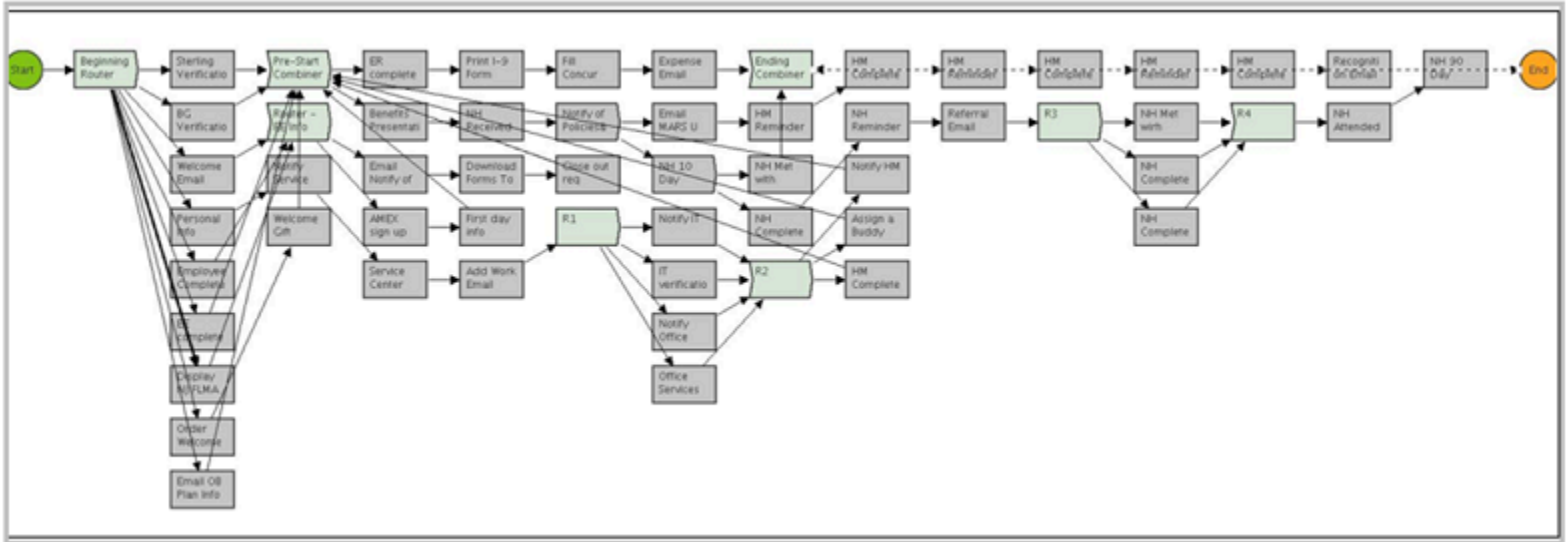 Start
Beginning
Router
Sterling
Verificatio
Pre-Start
Combiner
ER
complete
Print I-9
Form
Fill
Concur
Expense
Email
Ending
Combiner
HM
Complete
HM
Reminder
HM
Complete
HM
Reminder
HM
Complete
Recogniti
on Email
NH 90
Day
End
BG
Verificatio
Router -
Info
Benefits
Presentati
NH
Received
Notify of
Policies
Email
MARS U
HM
Reminder
NH
Reminder
Referral
Email
R3
NH Met
with
R4
NH
Attended
Welcome
Email
Notify
Service
Email
Notify of
Download
Forms To
Close out
req
NH 10
Day
NH Met
with
Notify HM
NH
Complete
Personal
Info
Welcome
Gift
AMEX
sign up
First day
info
R1
Notify IT
NH
Complete
Assign a
Buddy
NH
Complete
Employee
Complete
Service
Center
Add Work
Email
IT
verificatio
R2
HM
Complete
complete
Notify
Office
Display
FLMA
Office
Services
Order
Welcome
Email OB
Plan Info